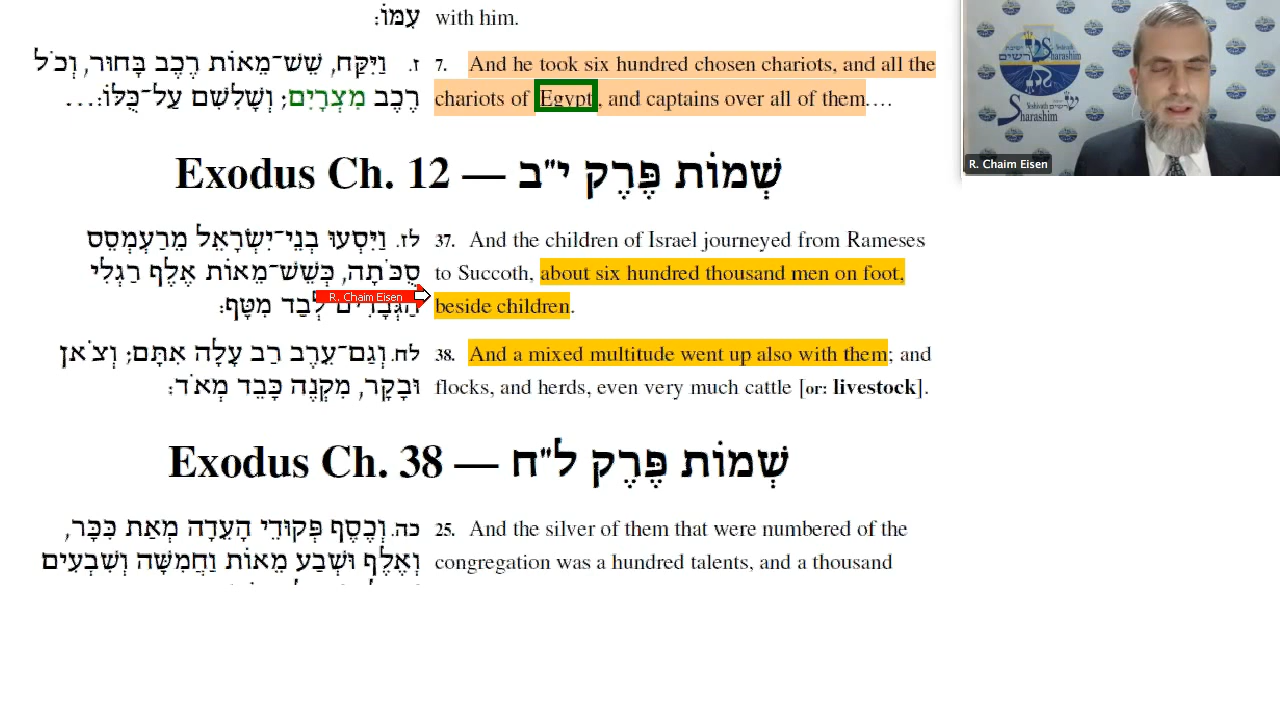 עִמּוֹ׃
with him.
ז. וַיִּקַּח, שֵׁשׁ־מֵאוֹת רֶכֶב בָּחוּר, וְכֹל
7. And he took six hundred chosen chariots, and all the
רֶכֶב מִצְרָיִם; וְשָׁלִשִׁם עַל־כֻּלּוֹ׃...
chariots of Egypt, and captains over all of them....
Exodus Ch. 12 — שְׁמוֹת פֶּרֶק י"ב
לז. וַיִּסְעוּ בְנֵי־יִשְׂרָאֵל מֵרַעְמְסֵס
37. And the children of Israel journeyed from Rameses
סֻכֹּתָה, כְּשֵׁשׁ־מֵאוֹת אֶלֶף רַגְלִי
to Succoth, about six hundred thousand men on foot,
R. Chaim Eisen
הַגְּבָרִים לְבַד מִטָּף׃
beside children.
לח. וְגַם־עֵרֶב רַב עָלָה אִתָּם; וְצֹאן
38. And a mixed multitude went up also with them; and
וּבָקָר, מִקְנֶה כָּבֵד מְאֹד׃
flocks, and herds, even very much cattle [or: livestock].
Exodus Ch. 38 — שְׁמוֹת פֶּרֶק ל"ח
כה. וְכֶסֶף פְּקוּדֵי הָעֵדָה מְאַת כִּכָּר,
25. And the silver of them that were numbered of the
וְאֶלֶף וּשְׁבַע מֵאוֹת וַחֲמִשָּׁה וְשִׁבְעִים
congregation was a hundred talents, and a thousand
Yeshivath
Sharashim
Yeshivath
Sharashim
R. Chaim Eisen